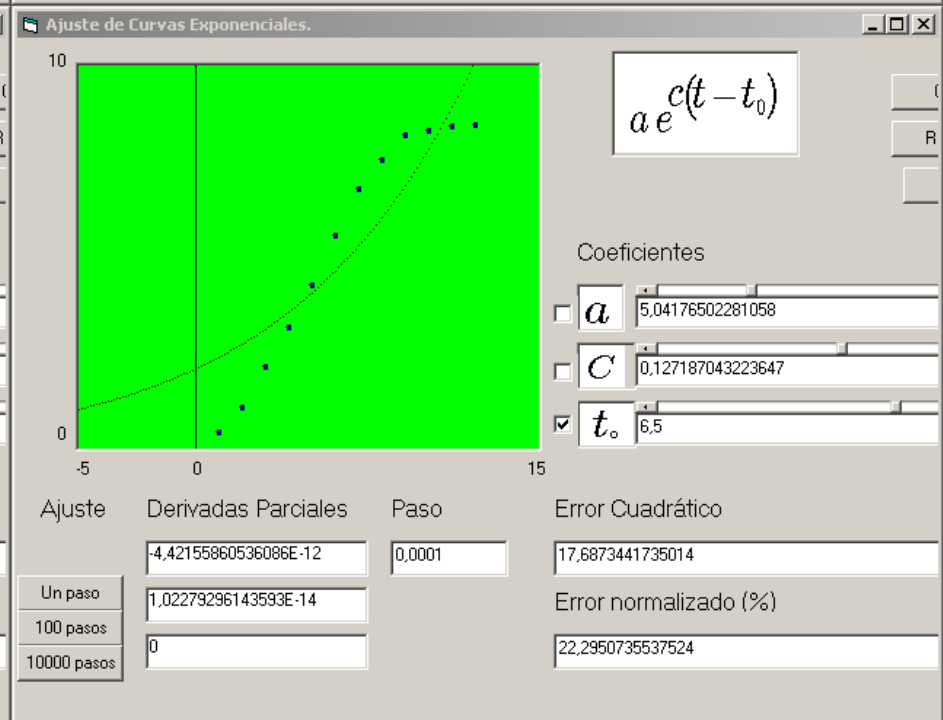 Ajuste de Curvas Exponenciales.
10
0
-5
0
15
a e^c(t – t₀)
R
Coeficientes
a
5,04176502281058
C
0,127187043223647
t₀
6,5
Ajuste
Derivadas Parciales
Paso
Error Cuadrático
-4,42155860536086E-12
0,0001
17,6873441735014
Un paso
1,02279296143593E-14
Error normalizado (%)
100 pasos
0
22,2950735537524
10000 pasos